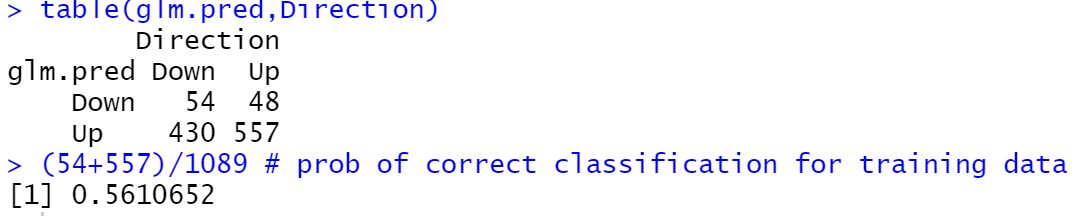 > table(glm.pred,Direction)
        Direction
glm.pred Down  Up
    Down   54  48
    Up    430 557
> (54+557)/1089 # prob of correct classification for training data
[1] 0.5610652